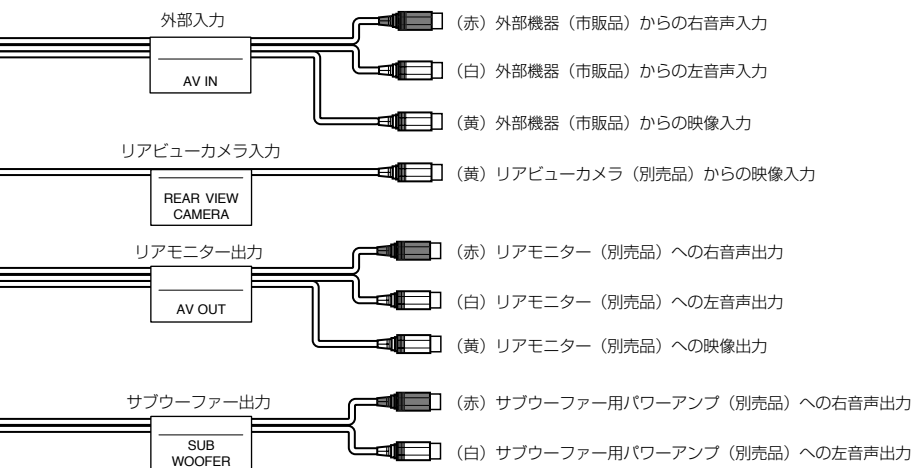 外部入力
AV IN
（赤）外部機器（市販品）からの右音声入力
（白）外部機器（市販品）からの左音声入力
（黄）外部機器（市販品）からの映像入力
リアビューカメラ入力
REAR VIEW
CAMERA
（黄）リアビューカメラ（別売品）からの映像入力
リアモニター出力
AV OUT
（赤）リアモニター（別売品）への右音声出力
（白）リアモニター（別売品）への左音声出力
（黄）リアモニター（別売品）への映像出力
サブウーファー出力
SUB
WOOFER
（赤）サブウーファー用パワーアンプ（別売品）への右音声出力
（白）サブウーファー用パワーアンプ（別売品）への左音声出力